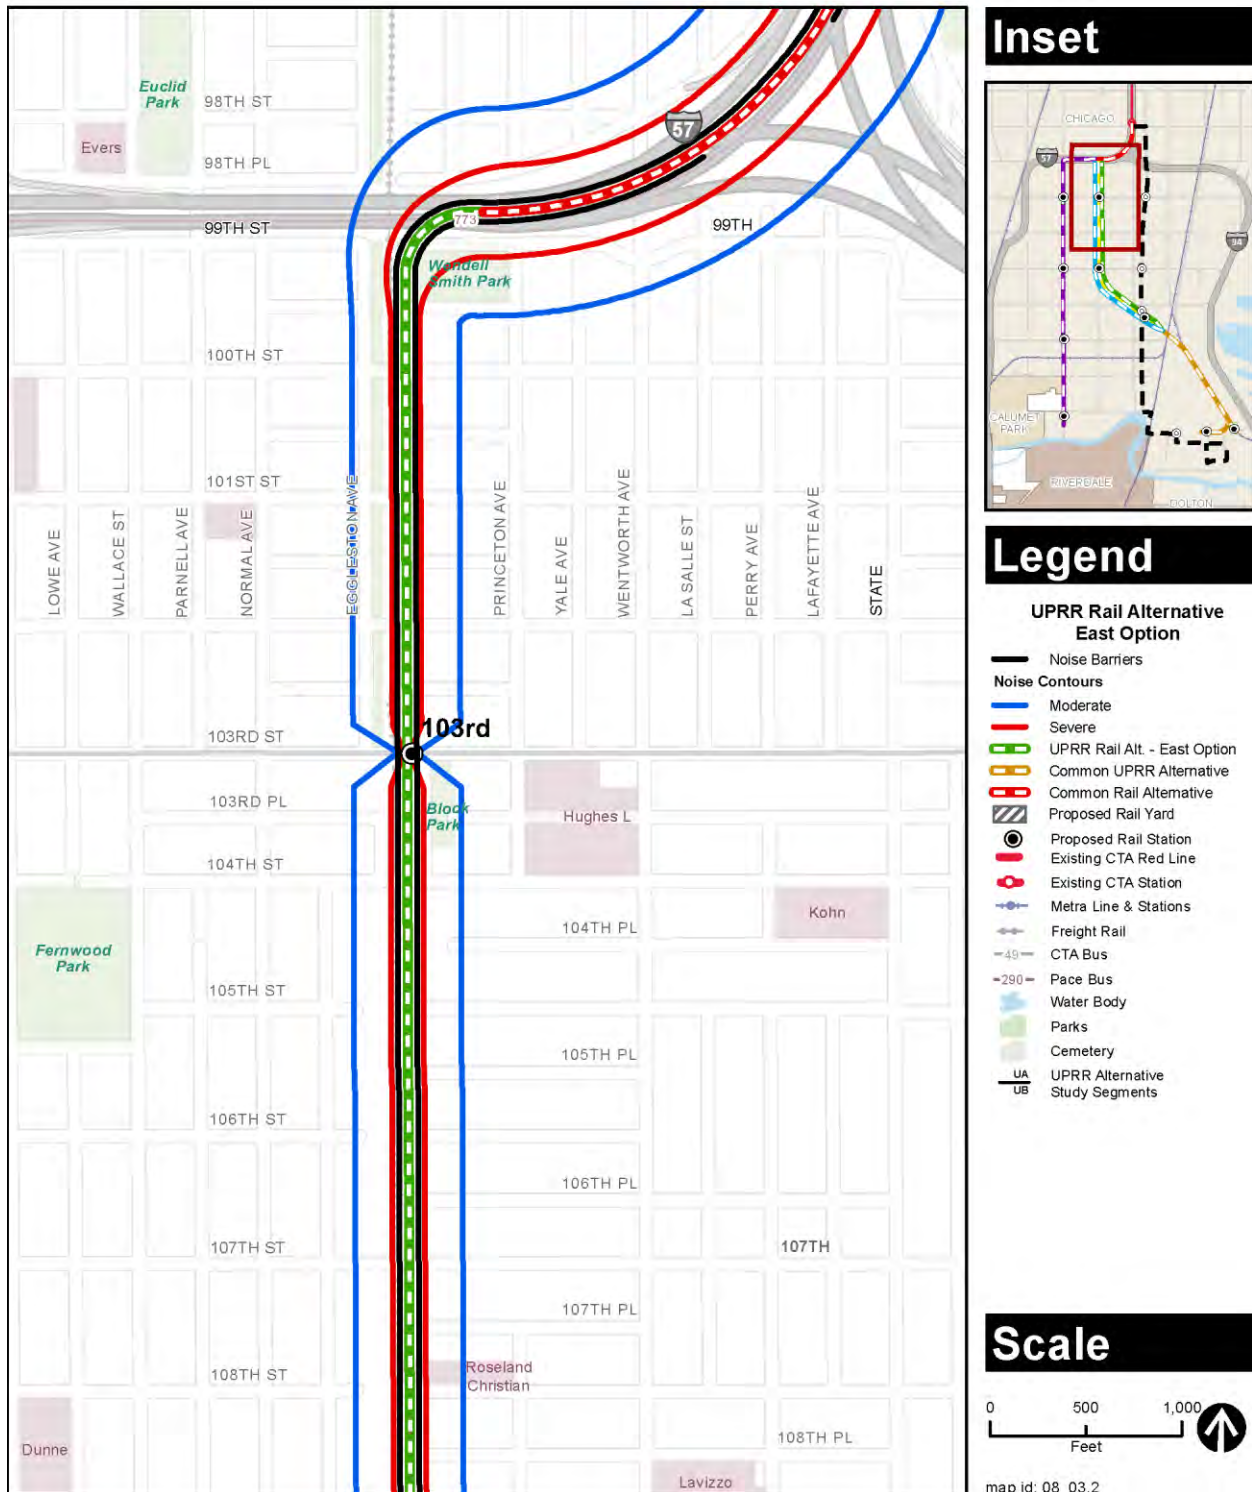 Euclid
Park
98TH ST
Evers
98TH PL
57
773
99TH ST
99TH
Wendell
Smith Park
100TH ST
101ST ST
LOWE AVE
WALLACE ST
PARNELL AVE
NORMAL AVE
EGGLESTON AVE
PRINCETON AVE
YALE AVE
WENTWORTH AVE
LA SALLE ST
PERRY AVE
LAFAYETTE AVE
STATE
103rd
103RD ST
103RD PL
Block
Park
Hughes L
104TH ST
Kohn
104TH PL
Fernwood
Park
105TH ST
105TH PL
106TH ST
106TH PL
107TH ST
107TH
107TH PL
108TH ST
Roseland
Christian
108TH PL
Dunne
Lavizzo
Inset
CHICAGO
57
94
CALUMET
PARK
RIVERDALE
DOLTON
Legend
UPRR Rail Alternative
East Option
Noise Barriers
Noise Contours
Moderate
Severe
UPRR Rail Alt. - East Option
Common UPRR Alternative
Common Rail Alternative
Proposed Rail Yard
Proposed Rail Station
Existing CTA Red Line
Existing CTA Station
Metra Line & Stations
Freight Rail
49 CTA Bus
290 Pace Bus
Water Body
Parks
Cemetery
UA UPRR Alternative
UB Study Segments
Scale
0 500 1,000
Feet
map id: 08_03.2